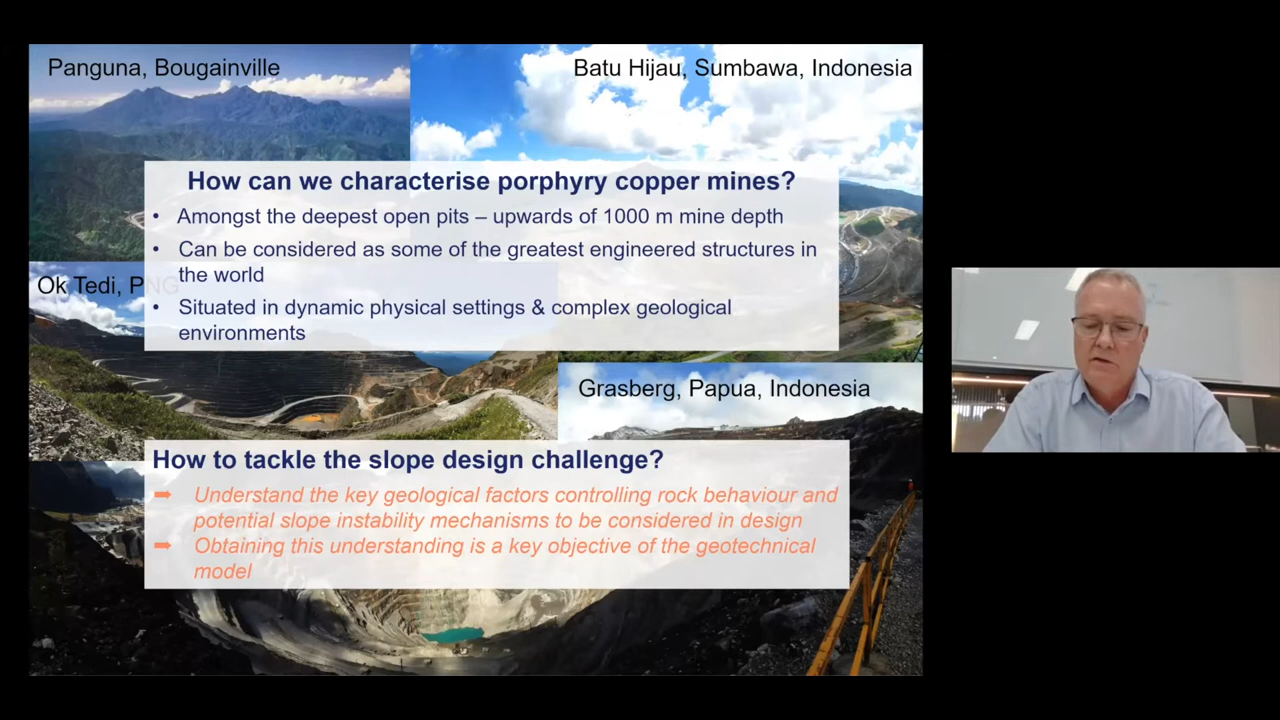 Panguna, Bougainville
Batu Hijau, Sumbawa, Indonesia
How can we characterise porphyry copper mines?
• Amongst the deepest open pits – upwards of 1000 m mine depth
• Can be considered as some of the greatest engineered structures in
the world
Ok Tedi, PNG
• Situated in dynamic physical settings & complex geological
environments
Grasberg, Papua, Indonesia
How to tackle the slope design challenge?
➡ Understand the key geological factors controlling rock behaviour and
potential slope instability mechanisms to be considered in design
➡ Obtaining this understanding is a key objective of the geotechnical
model